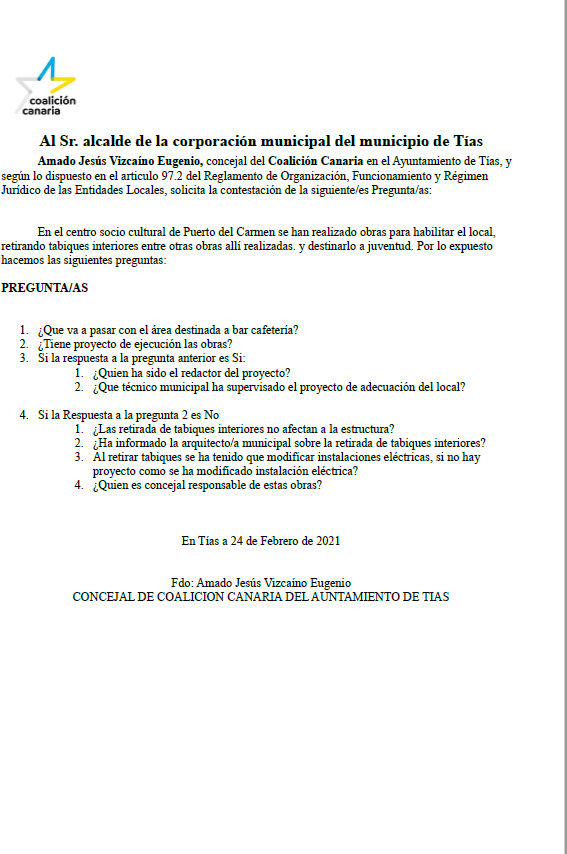 coalición
canaria
Al Sr. alcalde de la corporación municipal del municipio de Tías
Amado Jesús Vizcaíno Eugenio, concejal del Coalición Canaria en el Ayuntamiento de Tías, y
según lo dispuesto en el articulo 97.2 del Reglamento de Organización, Funcionamiento y Régimen
Jurídico de las Entidades Locales, solicita la contestación de la siguiente/es Pregunta/as:
En el centro socio cultural de Puerto del Carmen se han realizado obras para habilitar el local,
retirando tabiques interiores entre otras obras allí realizadas. y destinarlo a juventud. Por lo expuesto
hacemos las siguientes preguntas:
PREGUNTA/AS
1. ¿Que va a pasar con el área destinada a bar cafetería?
2. ¿Tiene proyecto de ejecución las obras?
3. Si la respuesta a la pregunta anterior es Si:
1. ¿Quien ha sido el redactor del proyecto?
2. ¿Que técnico municipal ha supervisado el proyecto de adecuación del local?
4. Si la Respuesta a la pregunta 2 es No
1. ¿Las retirada de tabiques interiores no afectan a la estructura?
2. ¿Ha informado la arquitecto/a municipal sobre la retirada de tabiques interiores?
3. Al retirar tabiques se ha tenido que modificar instalaciones eléctricas, si no hay
proyecto como se ha modificado instalación eléctrica?
4. ¿Quien es concejal responsable de estas obras?
En Tías a 24 de Febrero de 2021
Fdo: Amado Jesús Vizcaíno Eugenio
CONCEJAL DE COALICION CANARIA DEL AUNTAMIENTO DE TIAS